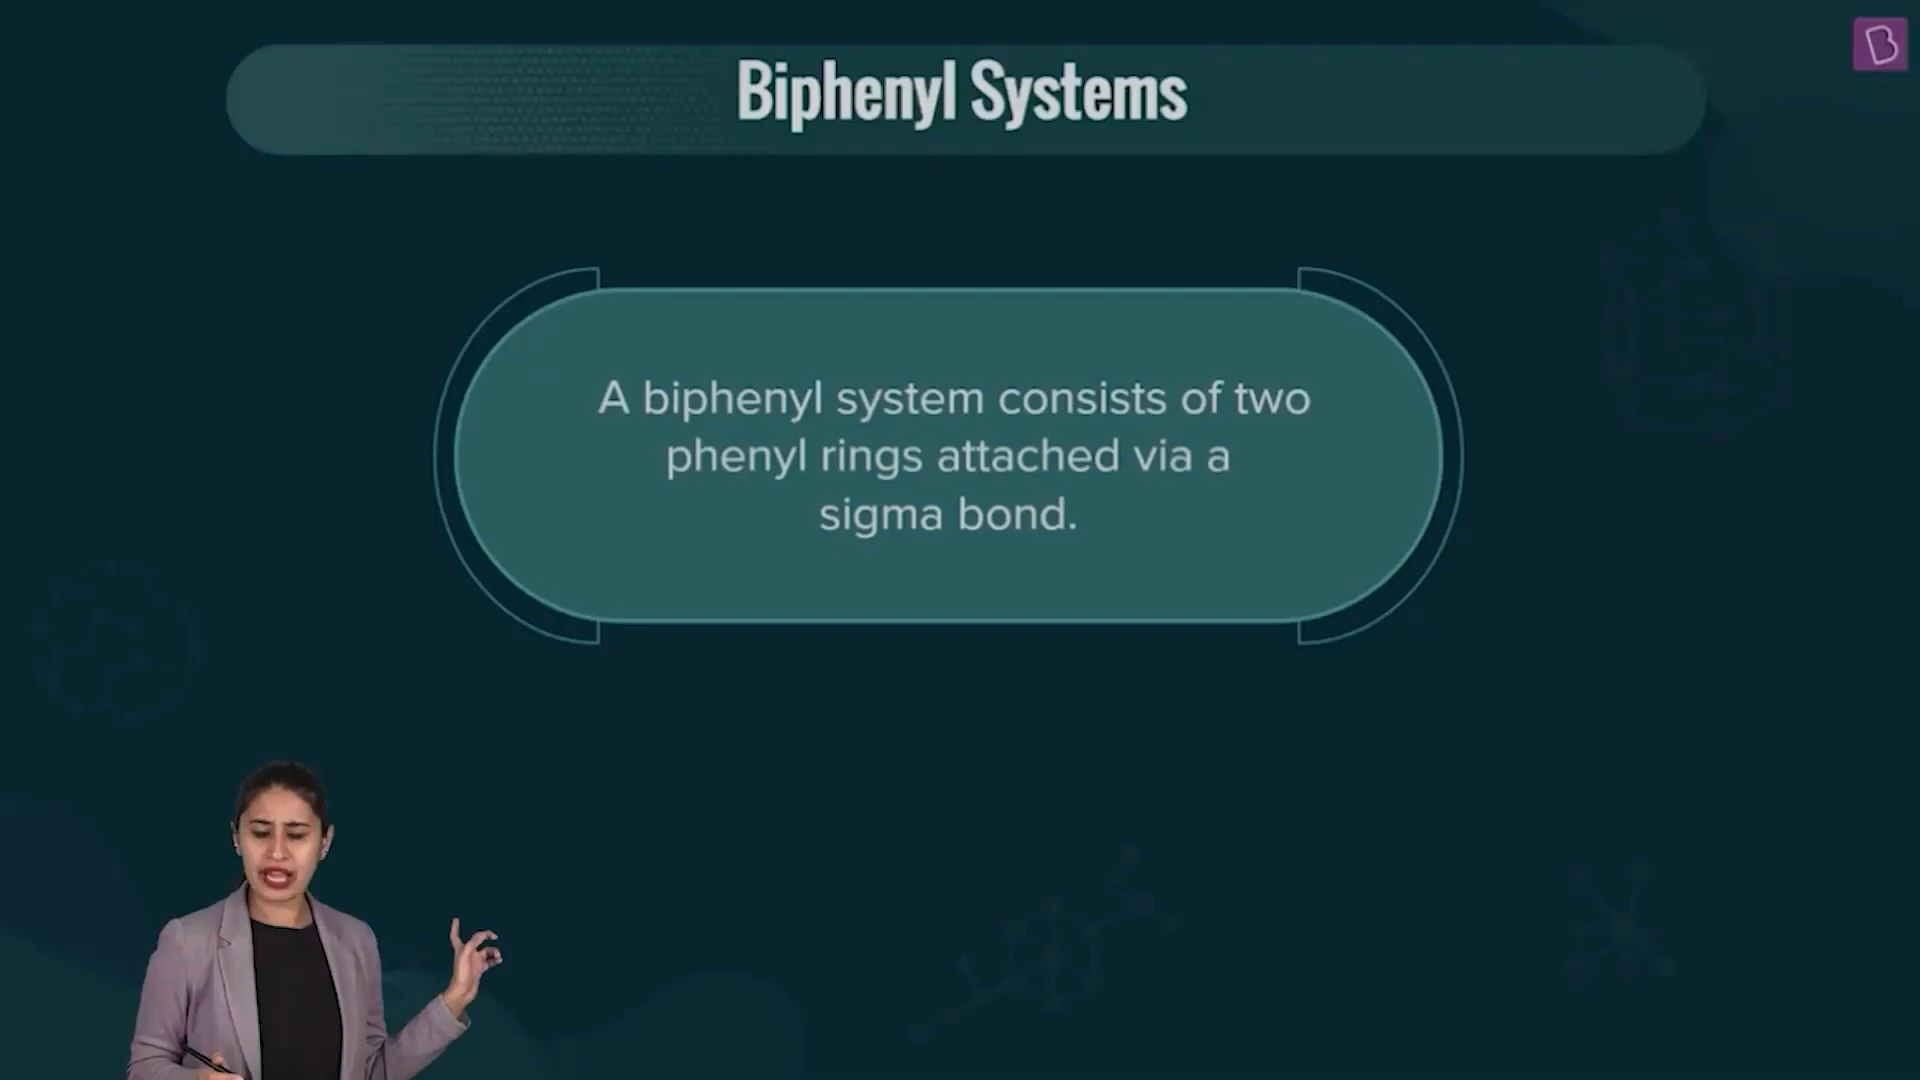 Biphenyl Systems
A biphenyl system consists of two
phenyl rings attached via a
sigma bond.